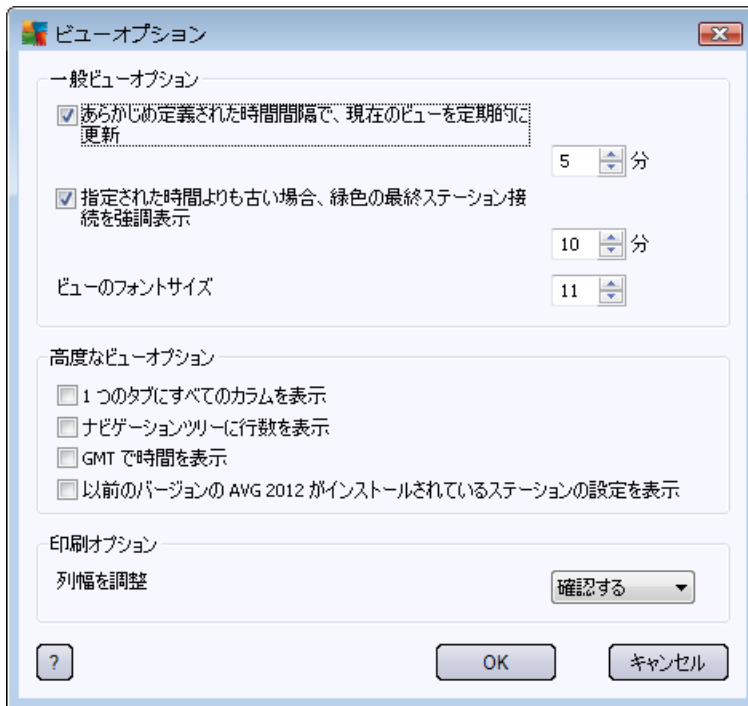 ビューオプション
一般ビューオプション
あらかじめ定義された時間間隔で、現在のビューを定期的に
更新
5 分
指定された時間よりも古い場合、緑色の最終ステーション接
続を強調表示
10 分
ビューのフォントサイズ 11
高度なビューオプション
1 つのタブにすべてのカラムを表示
ナビゲーションツリーに行数を表示
GMT で時間を表示
以前のバージョンの AVG 2012 がインストールされているステーションの設定を表示
印刷オプション
列幅を調整 確認する
? OK キャンセル